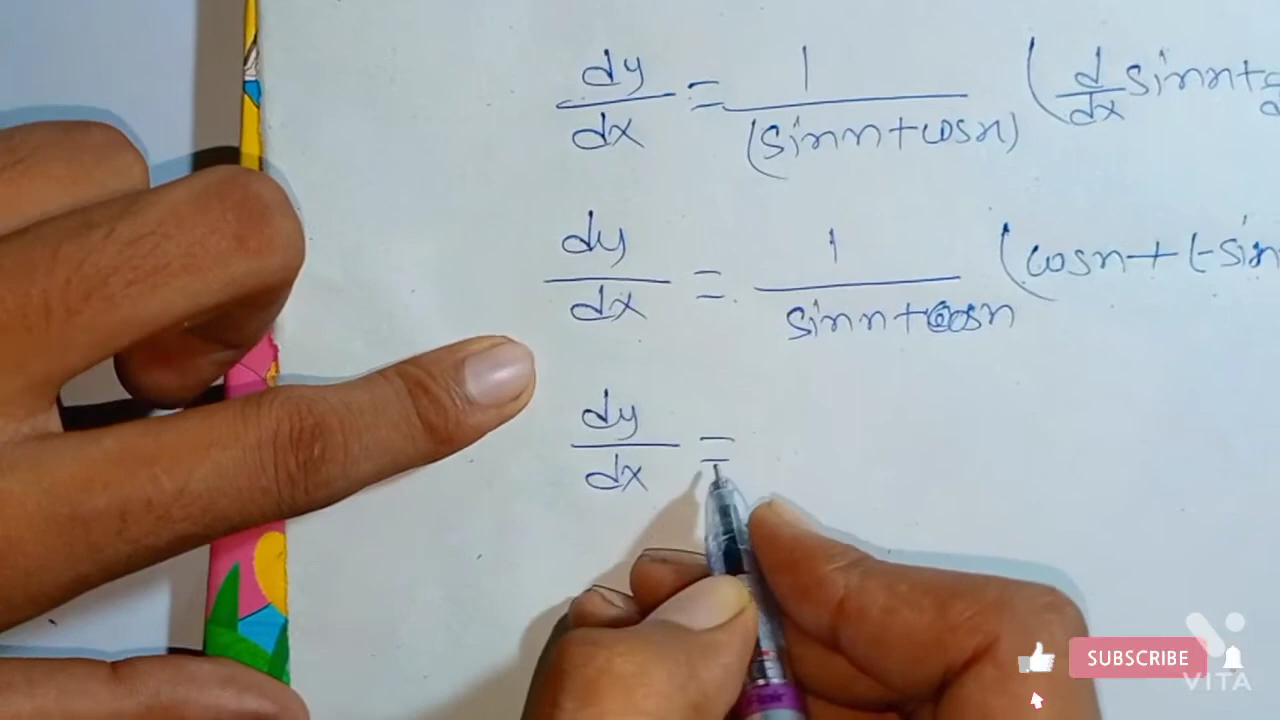 dy/dx = 1/(sinx+cosx) (d/dx sinx+
dy/dx = 1/sinx+cosx (cosx+(-sin
dy/dx =
SUBSCRIBE
VITA